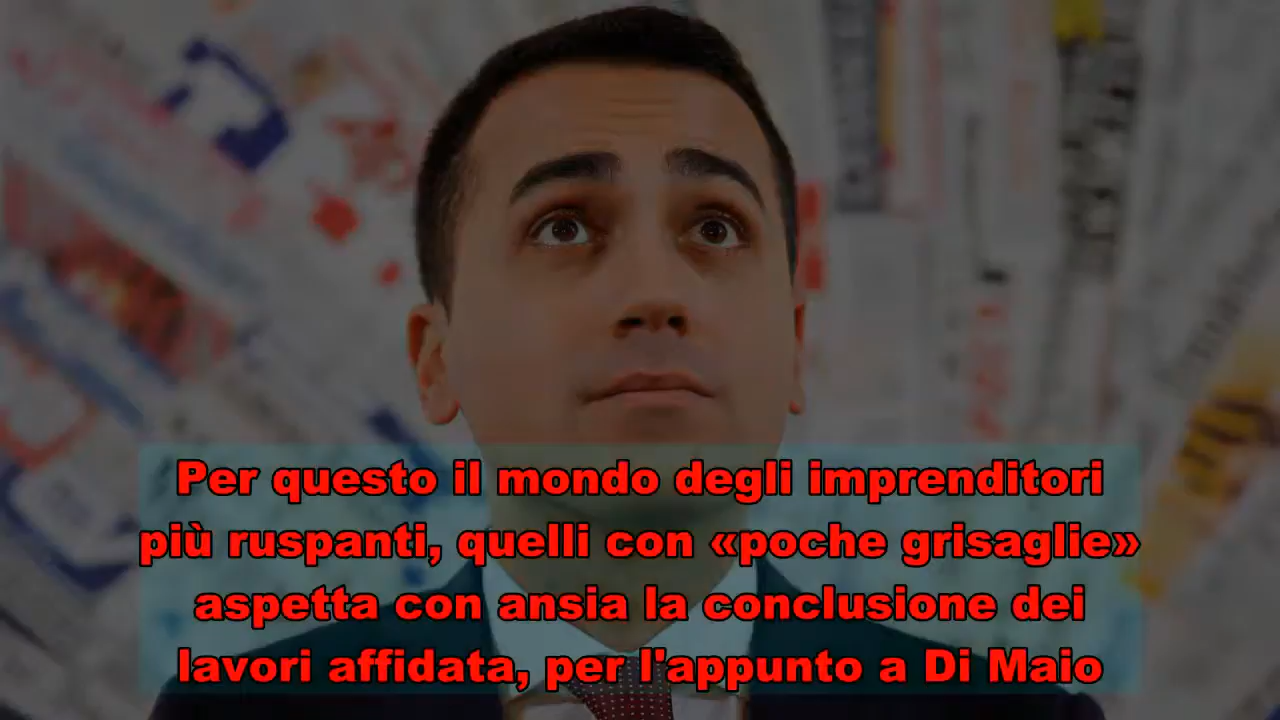 Per questo il mondo degli imprenditori
più ruspanti, quelli con «poche grisaglie»
aspetta con ansia la conclusione dei
lavori affidata, per l'appunto a Di Maio